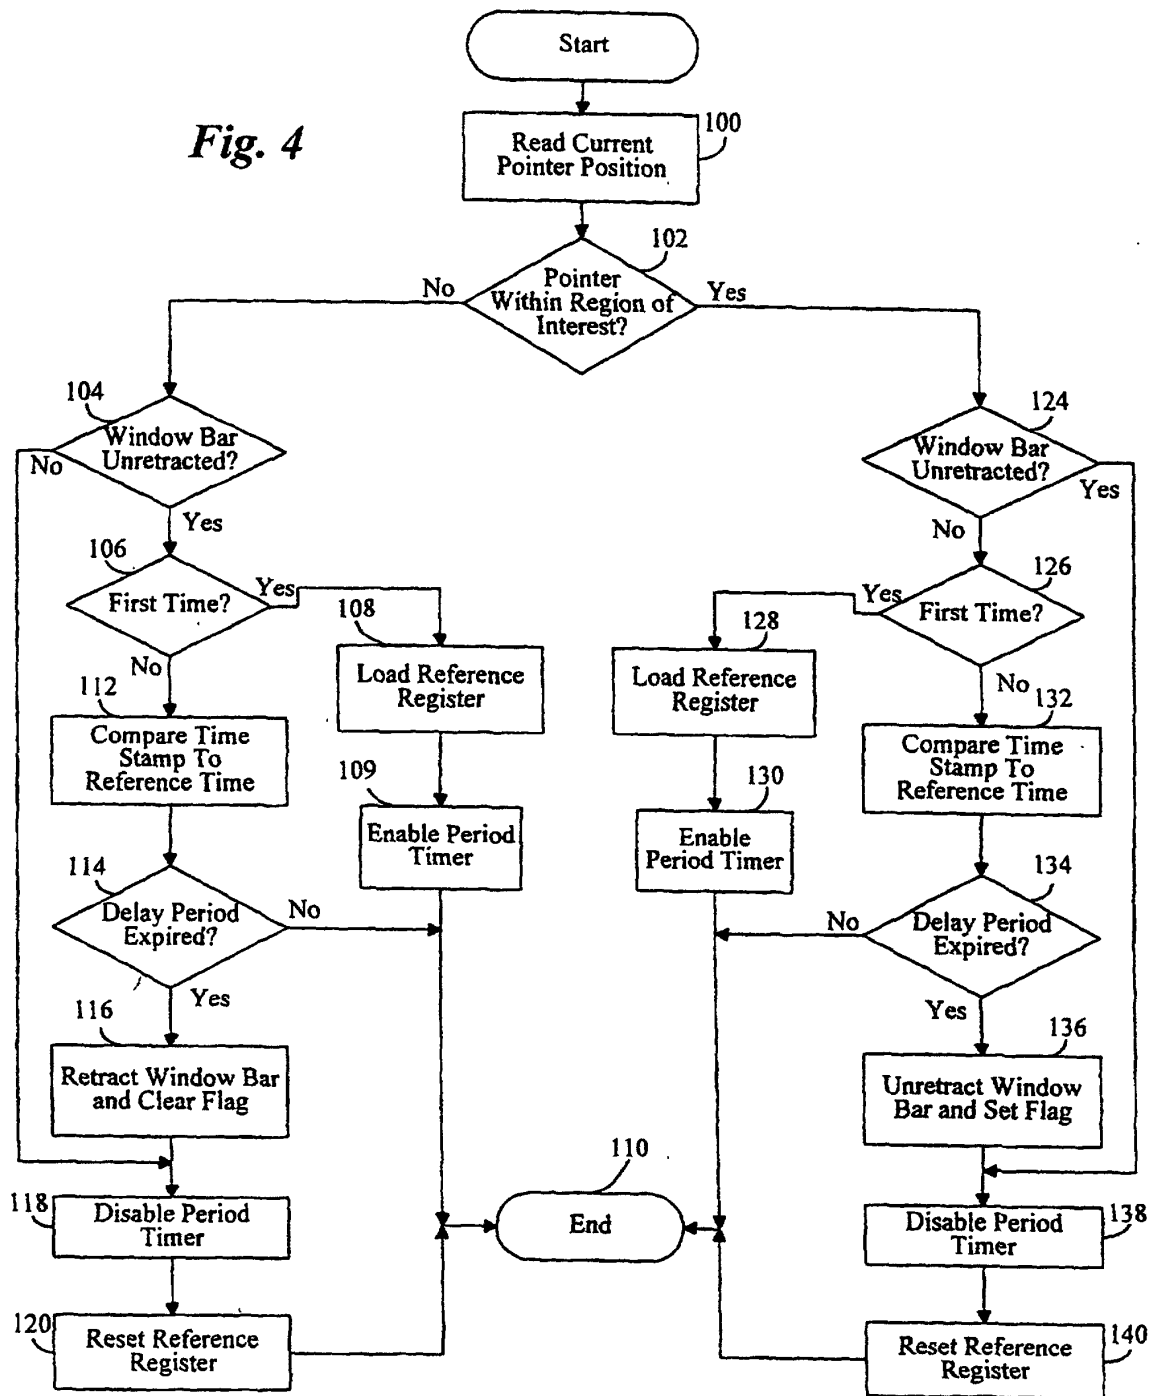 Start
Fig. 4
100
Read Current
Pointer Position
102
Pointer
Within Region of
Interest?
No
Yes
104
Window Bar
Unretracted?
No
Yes
124
Window Bar
Unretracted?
Yes
No
106
First Time?
Yes
No
126
First Time?
Yes
No
108
Load Reference
Register
128
Load Reference
Register
112
Compare Time
Stamp To
Reference Time
132
Compare Time
Stamp To
Reference Time
109
Enable Period
Timer
130
Enable
Period Timer
114
Delay Period
Expired?
No
Yes
134
Delay Period
Expired?
No
Yes
116
Retract Window Bar
and Clear Flag
136
Unretract Window
Bar and Set Flag
110
End
118
Disable Period
Timer
138
Disable Period
Timer
120
Reset Reference
Register
140
Reset Reference
Register